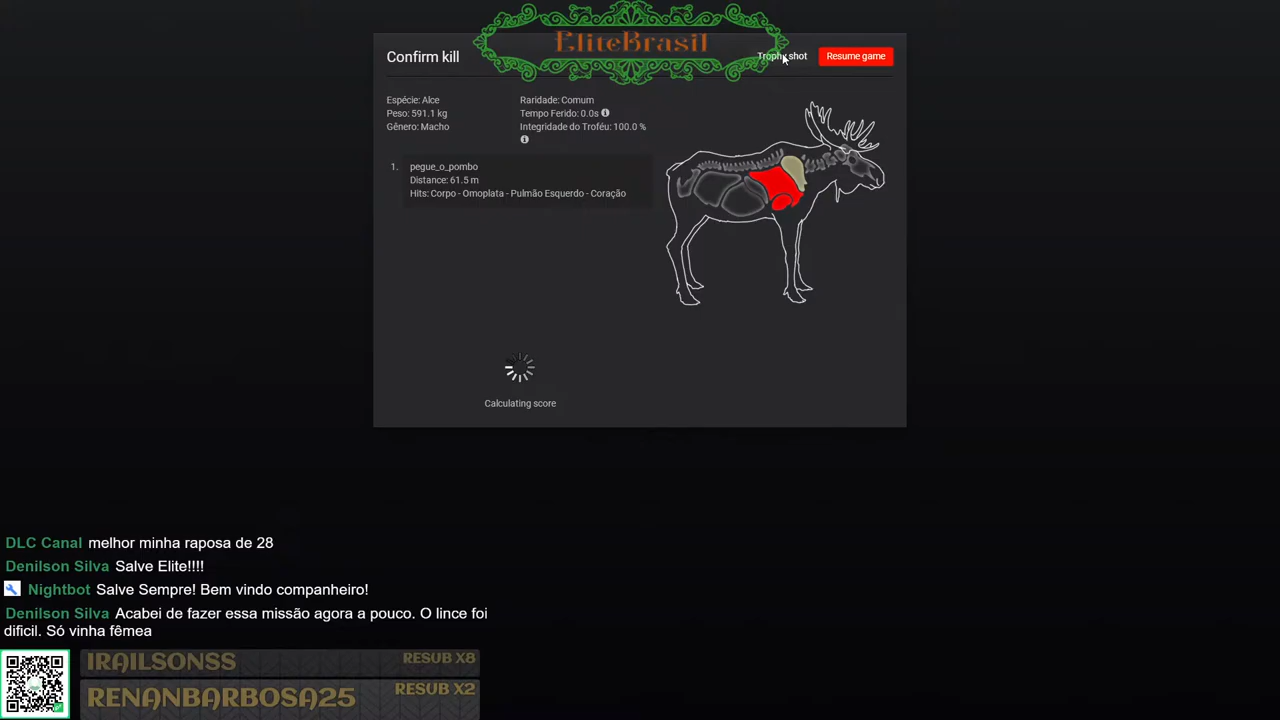 EliteBrasil
Confirm kill
Trophy shot
Resume game
Espécie: Alce
Raridade: Comum
Peso: 591.1 kg
Tempo Ferido: 0.0s
Gênero: Macho
Integridade do Troféu: 100.0 %
1.
pegue_o_pombo
Distance: 61.5 m
Hits: Corpo - Omoplata - Pulmão Esquerdo - Coração
Calculating score
DLC Canal melhor minha raposa de 28
Denilson Silva Salve Elite!!!!
Nightbot Salve Sempre! Bem vindo companheiro!
Denilson Silva Acabei de fazer essa missão agora a pouco. O lince foi
dificil. Só vinha fêmea
IRAILSONSS RESUB X8
RENANBARBOSA25 RESUB X2